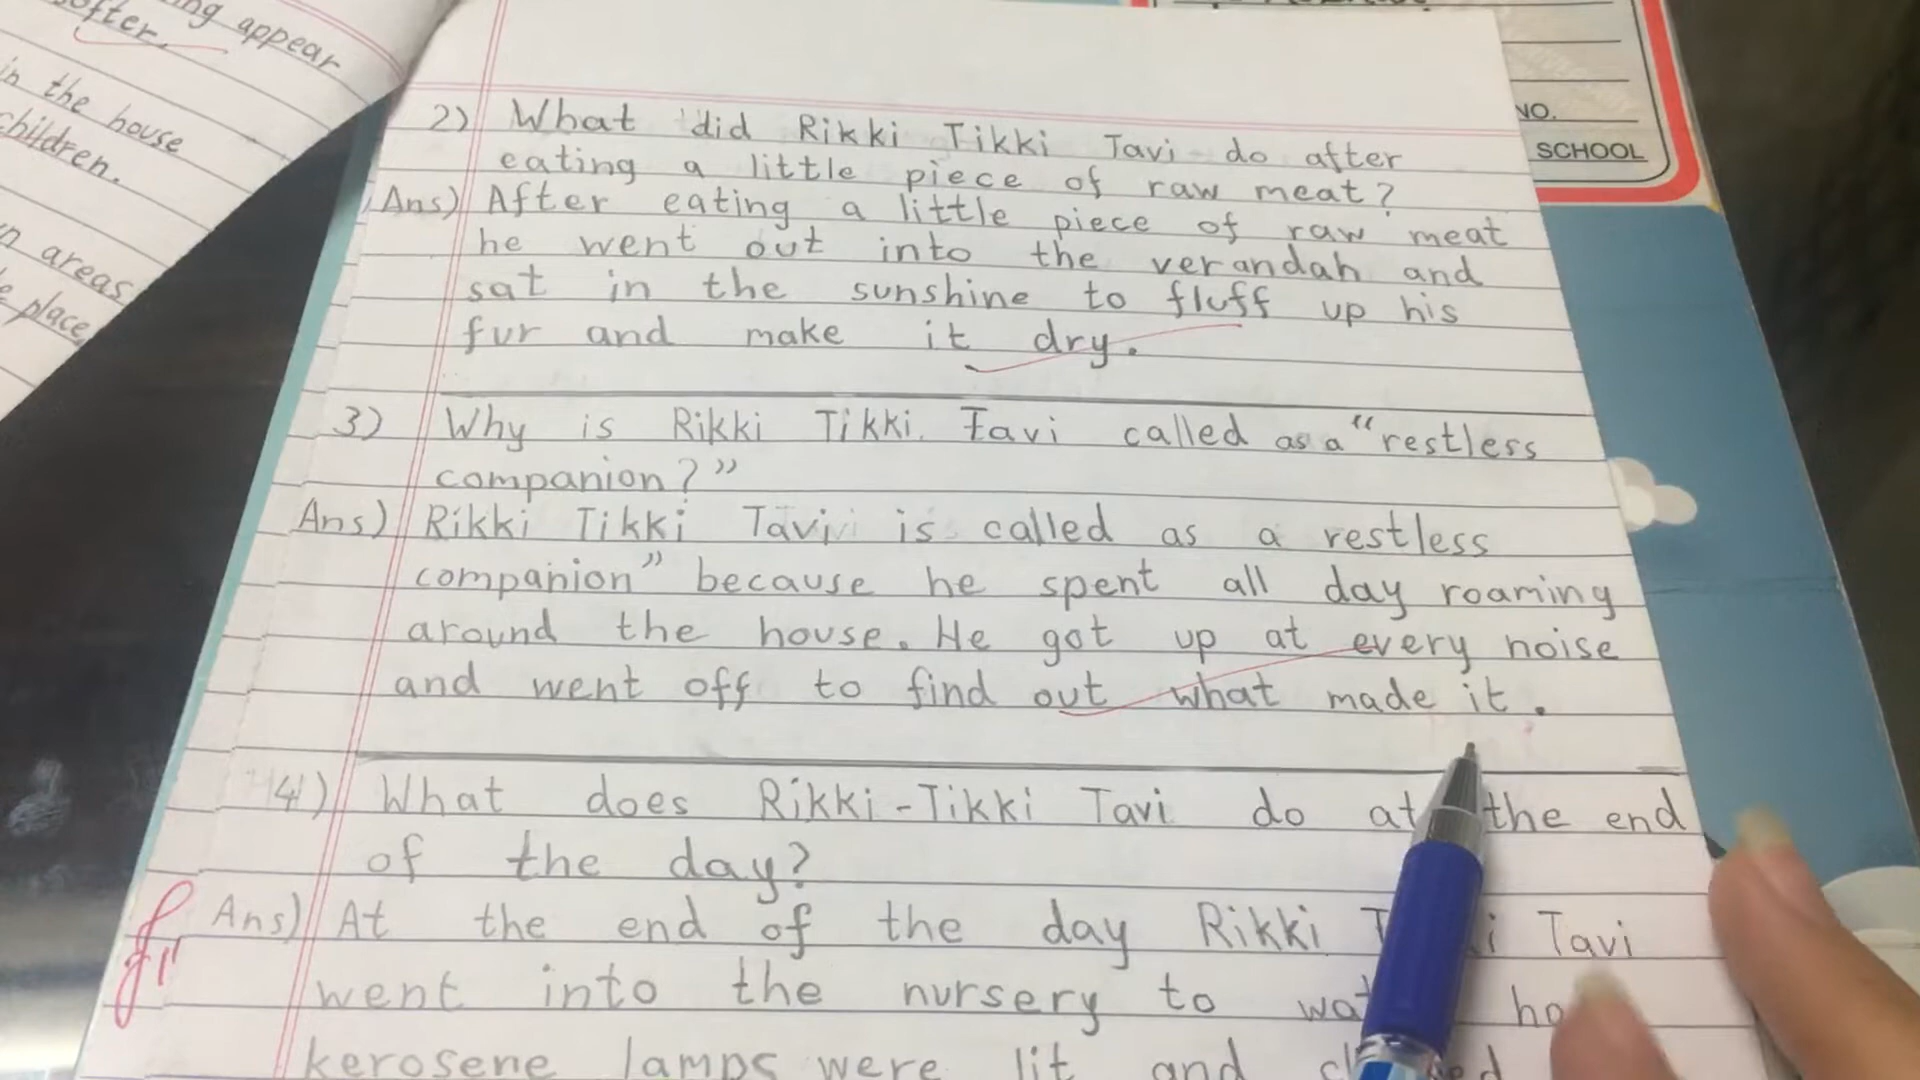 ofter.
ng appear
in the house
children.
n areas
e place,
NO.
SCHOOL
2) What did Rikki Tikki Tavi do after
eating a little piece of raw meat?
Ans) After eating a little piece of raw meat
he went out into the verandah and
sat in the sunshine to fluff up his
fur and make it dry.
3) Why is Rikki Tikki Tavi called as a "restless
companion?"
Ans) Rikki Tikki Tavi is called as a restless
companion" because he spent all day roaming
around the house. He got up at every noise
and went off to find out what made it.
4) What does Rikki-Tikki Tavi do at the end
of the day?
Ans) At the end of the day Rikki Tavi
went into the nursery to
kerosene lamps were lit and